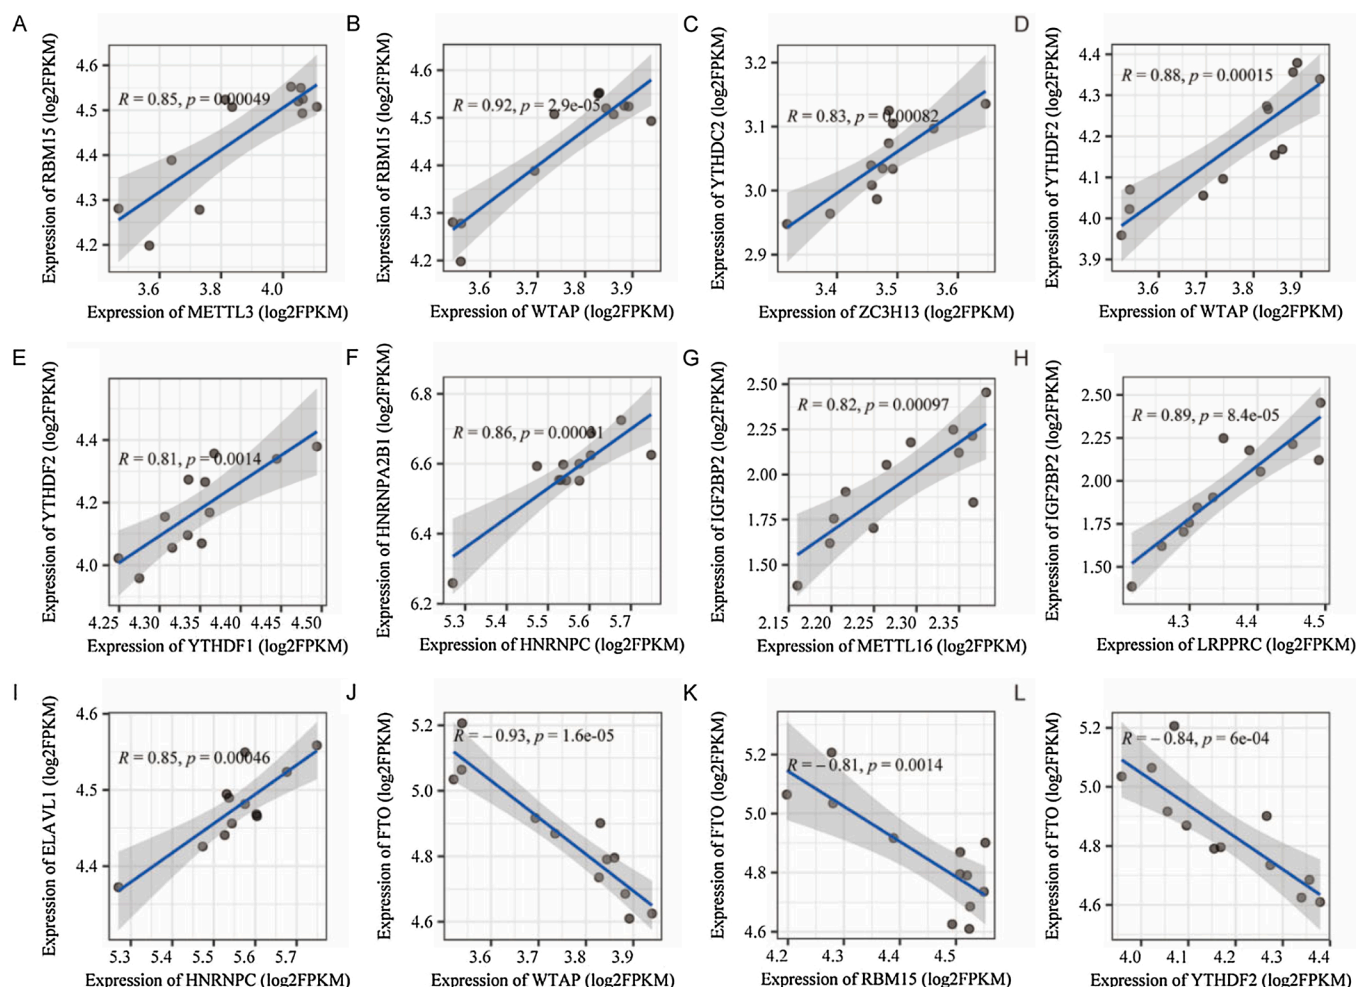 A
Expression of RBM15 (log2FPKM)
4.6
4.5
4.4
4.3
4.2
R = 0.85, p = 0.00049
3.6 3.8 4.0
Expression of METTL3 (log2FPKM)
B
Expression of RBM15 (log2FPKM)
4.6
4.5
4.4
4.3
4.2
R = 0.92, p = 2.9e-05
3.6 3.7 3.8 3.9
Expression of WTAP (log2FPKM)
C
Expression of YTHDC2 (log2FPKM)
3.2
3.1
3.0
2.9
R = 0.83, p = 0.00082
3.4 3.5 3.6
Expression of ZC3H13 (log2FPKM)
D
Expression of YTHDF2 (log2FPKM)
4.4
4.3
4.2
4.1
4.0
3.9
R = 0.88, p = 0.00015
3.6 3.7 3.8 3.9
Expression of WTAP (log2FPKM)
E
Expression of YTHDF2 (log2FPKM)
4.4
4.2
4.0
R = 0.81, p = 0.0014
4.25 4.30 4.35 4.40 4.45 4.50
Expression of YTHDF1 (log2FPKM)
F
Expression of HNRNPA2B1 (log2FPKM)
6.8
6.6
6.4
6.2
R = 0.86, p = 0.00031
5.3 5.4 5.5 5.6 5.7
Expression of HNRNPC (log2FPKM)
G
Expression of IGF2BP2 (log2FPKM)
2.50
2.25
2.00
1.75
1.50
R = 0.82, p = 0.00097
2.15 2.20 2.25 2.30 2.35
Expression of METTL16 (log2FPKM)
H
Expression of IGF2BP2 (log2FPKM)
2.50
2.25
2.00
1.75
1.50
R = 0.89, p = 8.4e-05
4.3 4.4 4.5
Expression of LRPPRC (log2FPKM)
I
Expression of ELAVL1 (log2FPKM)
4.6
4.5
4.4
R = 0.85, p = 0.00046
5.3 5.4 5.5 5.6 5.7
Expression of HNRNPC (log2FPKM)
J
Expression of FTO (log2FPKM)
5.2
5.0
4.8
4.6
R = − 0.93, p = 1.6e-05
3.6 3.7 3.8 3.9
Expression of WTAP (log2FPKM)
K
Expression of FTO (log2FPKM)
5.2
5.0
4.8
4.6
R = − 0.81, p = 0.0014
4.2 4.3 4.4 4.5
Expression of RBM15 (log2FPKM)
L
Expression of FTO (log2FPKM)
5.2
5.0
4.8
4.6
R = − 0.84, p = 6e-04
4.0 4.1 4.2 4.3 4.4
Expression of YTHDF2 (log2FPKM)